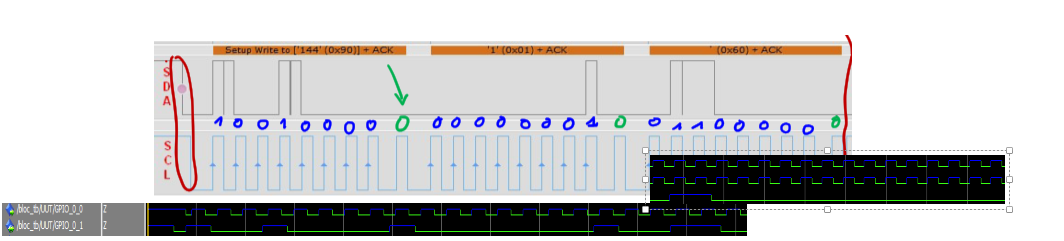 Setup Write to ['144' (0x90)] + ACK
'1' (0x01) + ACK
` (0x60) + ACK
SDA
1 0 0 1 0 0 0 0 0 0 0 0 0 0 0 0 1 0 0 1 1 0 0 0 0 0 0
SCL
/bloc_tb/UUT/GPIO_0_0 Z
/bloc_tb/UUT/GPIO_0_1 Z